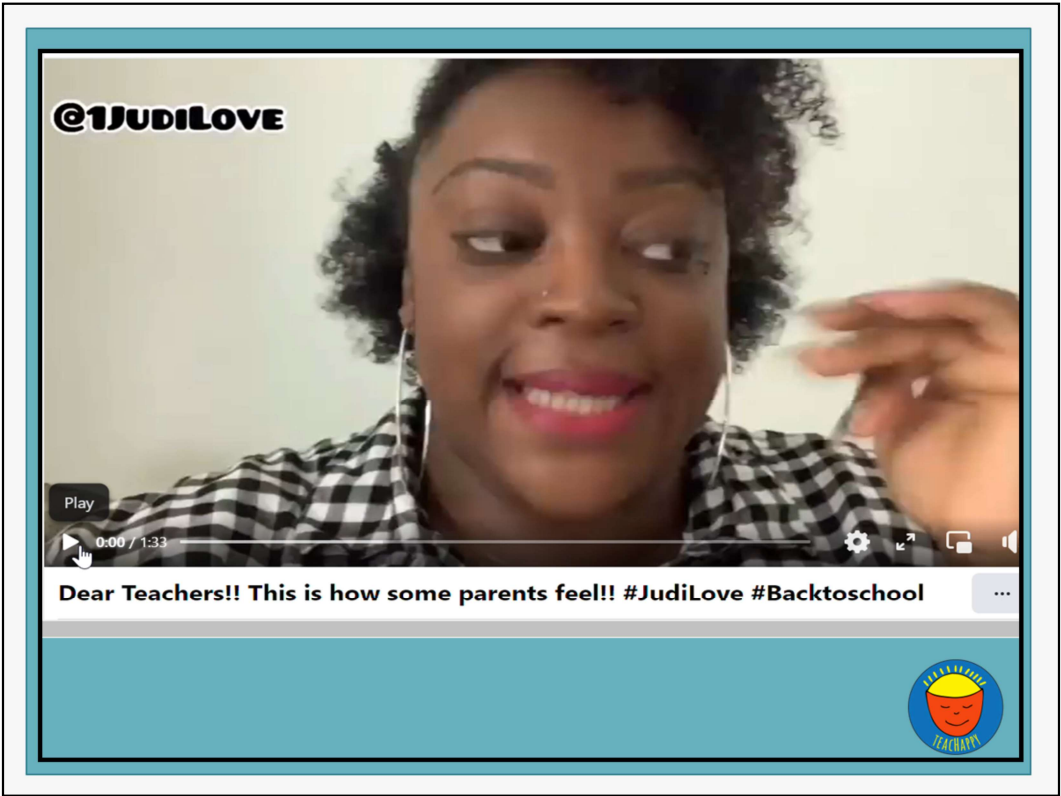 @1JUDILOVE
Play
0:00 / 1:33
Dear Teachers!! This is how some parents feel!! #JudiLove #Backtoschool
...
TEACHAPPY